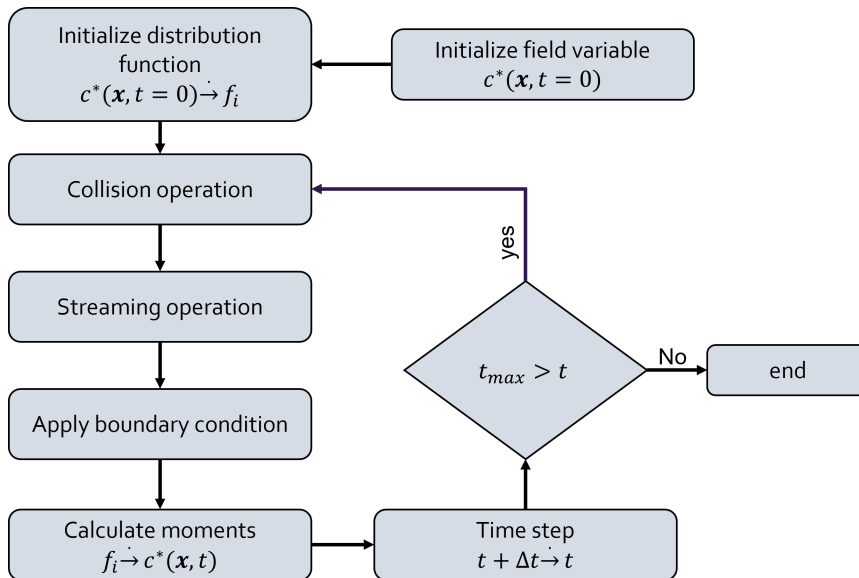 Initialize distribution
function
c*(x, t = 0) →̇ f_i
Initialize field variable
c*(x, t = 0)
Collision operation
Streaming operation
Apply boundary condition
Calculate moments
f_i →̇ c*(x, t)
Time step
t + Δt →̇ t
t_max > t
yes
No
end